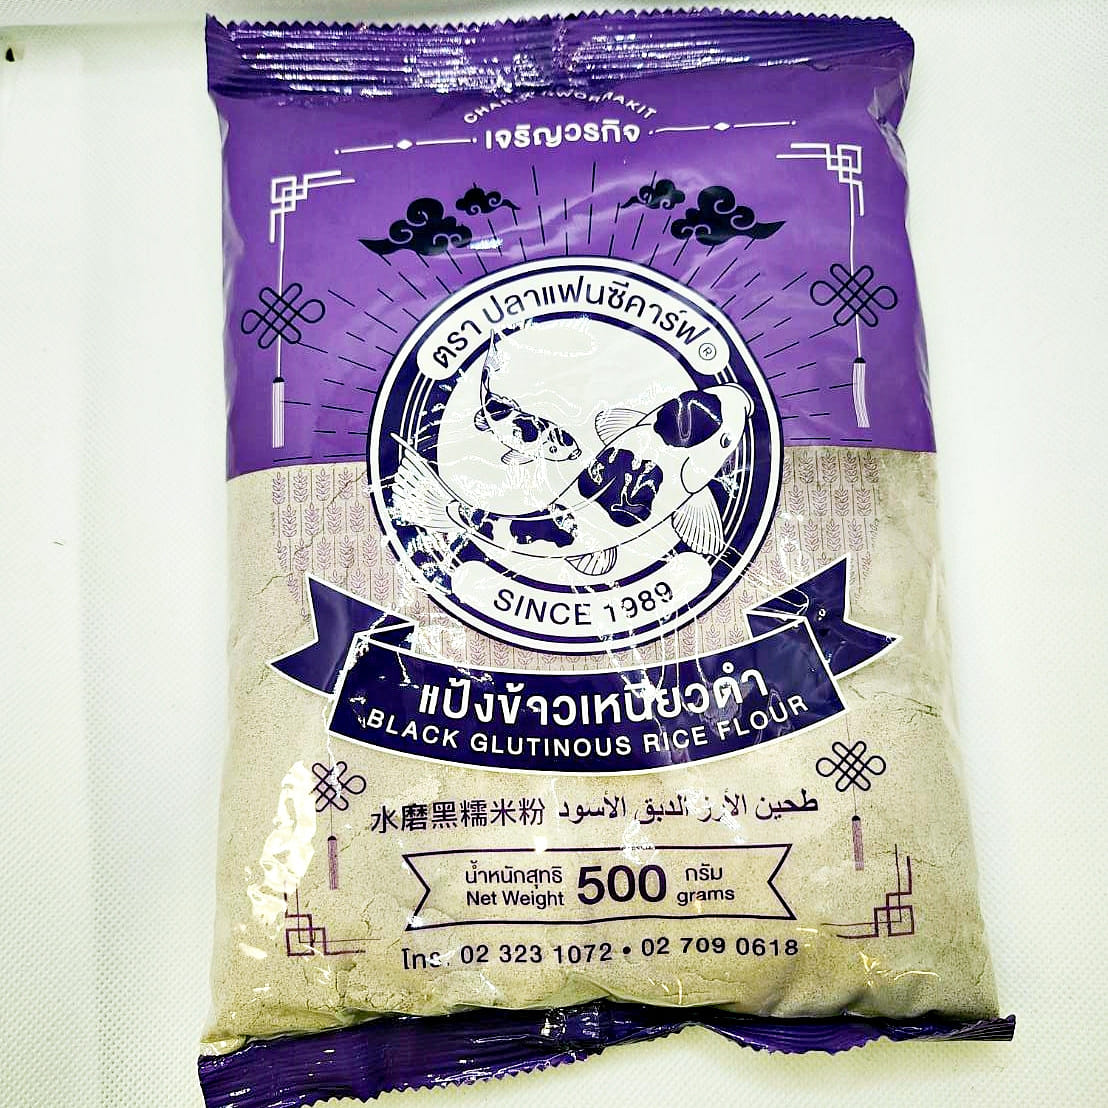 เจริญวรกิจ
ตรา ปลาแฟนซีคาร์ฟ®
SINCE 1989
แป้งข้าวเหนียวดำ
BLACK GLUTINOUS RICE FLOUR
水磨黑糯米粉 طحين الأرز الدبق الأسود
น้ำหนักสุทธิ 500 กรัม
Net Weight grams
โทร. 02 323 1072 • 02 709 0618